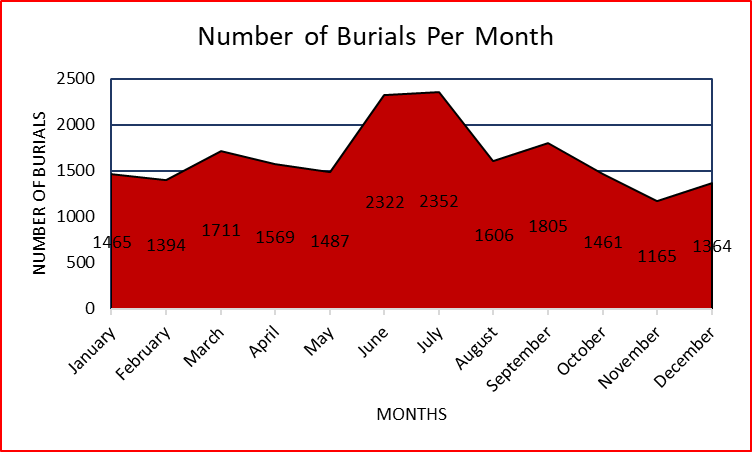 Number of Burials Per Month
NUMBER OF BURIALS
2500
2000
1500
1000
500
0
1465
1394
1711
1569
1487
2322
2352
1606
1805
1461
1165
1364
January
February
March
April
May
June
July
August
September
October
November
December
MONTHS